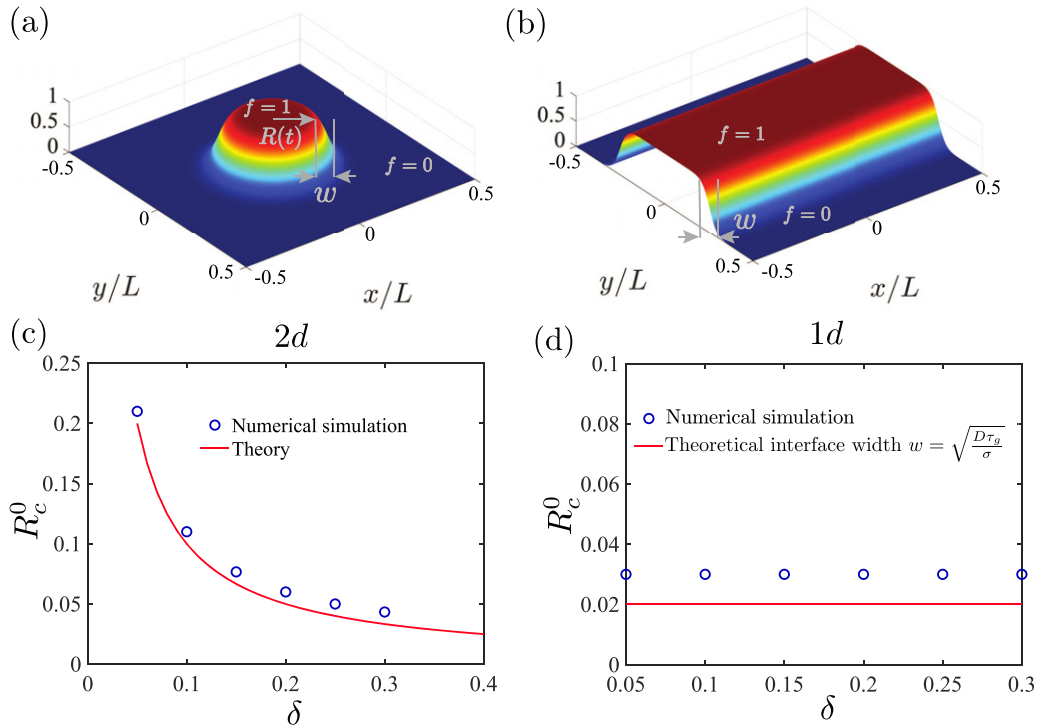 (a)
1
0.5
0
-0.5
0
0.5
-0.5
0
0.5
f = 1
R(t)
w
f = 0
y/L
x/L
(b)
1
0.5
0
-0.5
0
0.5
-0.5
0
0.5
f = 1
w
f = 0
y/L
x/L
(c)
2d
0.25
0.2
0.15
0.1
0.05
0
R_c^0
Numerical simulation
Theory
0 0.1 0.2 0.3 0.4
δ
(d)
1d
0.1
0.08
0.06
0.04
0.02
0
R_c^0
Numerical simulation
Theoretical interface width w = √(Dτ_g/σ)
0.05 0.1 0.15 0.2 0.25 0.3
δ